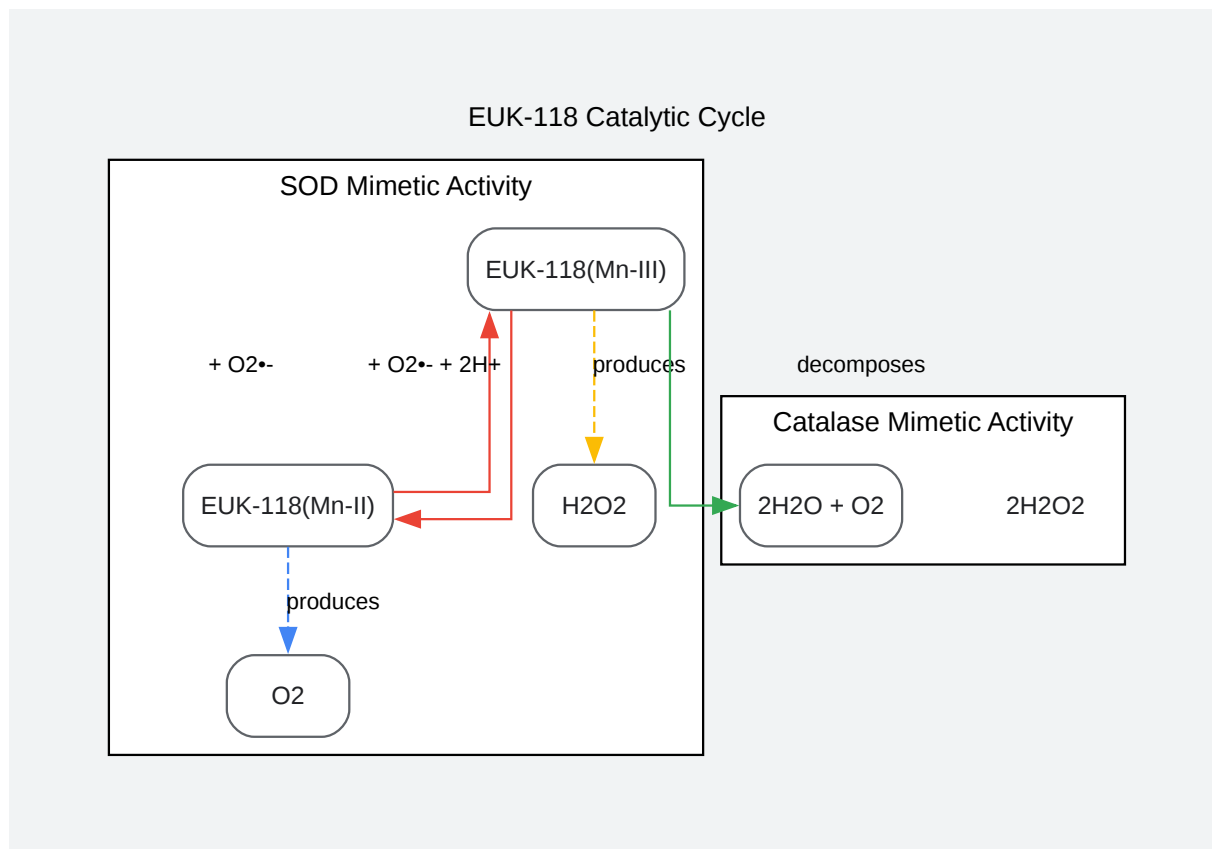 EUK-118 Catalytic Cycle
SOD Mimetic Activity
EUK-118(Mn-III)
+ O2•-
+ O2•- + 2H+
produces
decomposes
Catalase Mimetic Activity
EUK-118(Mn-II)
H2O2
2H2O + O2
2H2O2
produces
O2